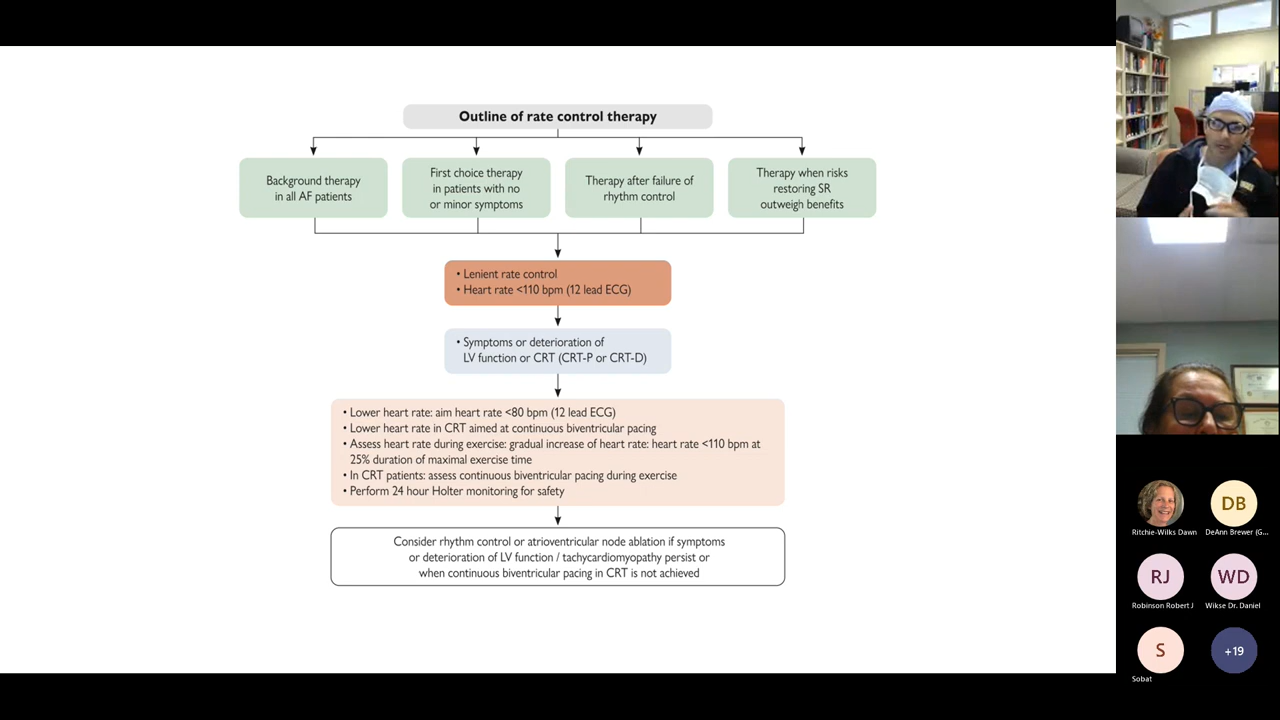 Outline of rate control therapy
Background therapy
in all AF patients
First choice therapy
in patients with no
or minor symptoms
Therapy after failure of
rhythm control
Therapy when risks
restoring SR
outweigh benefits
• Lenient rate control
• Heart rate <110 bpm (12 lead ECG)
• Symptoms or deterioration of
LV function or CRT (CRT-P or CRT-D)
• Lower heart rate: aim heart rate <80 bpm (12 lead ECG)
• Lower heart rate in CRT aimed at continuous biventricular pacing
• Assess heart rate during exercise: gradual increase of heart rate: heart rate <110 bpm at
25% duration of maximal exercise time
• In CRT patients: assess continuous biventricular pacing during exercise
• Perform 24 hour Holter monitoring for safety
Consider rhythm control or atrioventricular node ablation if symptoms
or deterioration of LV function / tachycardiomyopathy persist or
when continuous biventricular pacing in CRT is not achieved
DB
Ritchie-Wilks Dawn
DeAnn Brewer (G...
RJ
WD
Robinson Robert J
Wikse Dr. Daniel
S
+19
Sobat